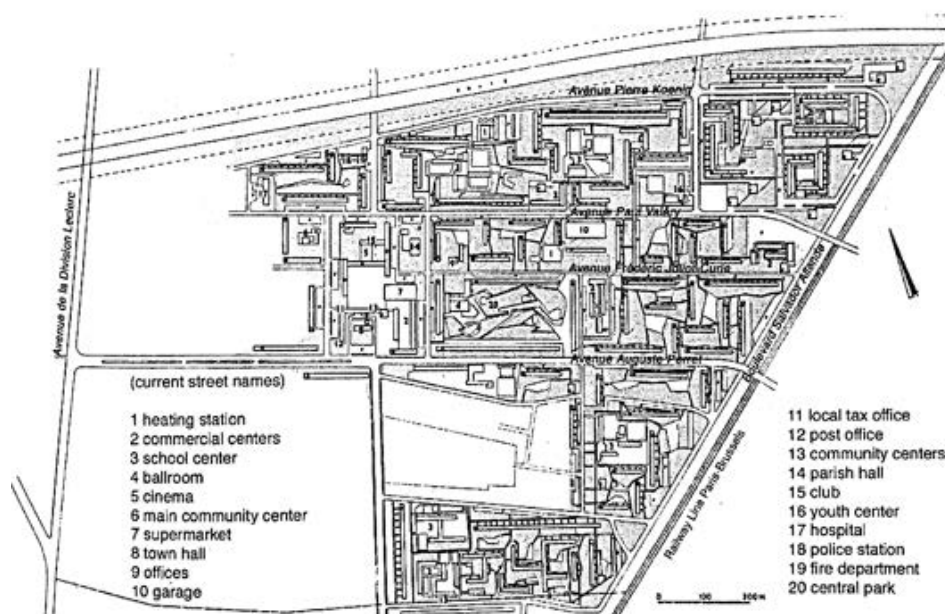 Avenue Pierre Koenig
Avenue Paul Valéry
Avenue Frédéric Joliot Curie
Avenue Auguste Perret
Avenue de la Division Leclerc
Boulevard Salvador Allende
Railway Line Paris Brussels
(current street names)
1 heating station
2 commercial centers
3 school center
4 ballroom
5 cinema
6 main community center
7 supermarket
8 town hall
9 offices
10 garage
11 local tax office
12 post office
13 community centers
14 parish hall
15 club
16 youth center
17 hospital
18 police station
19 fire department
20 central park
0 100 300 M